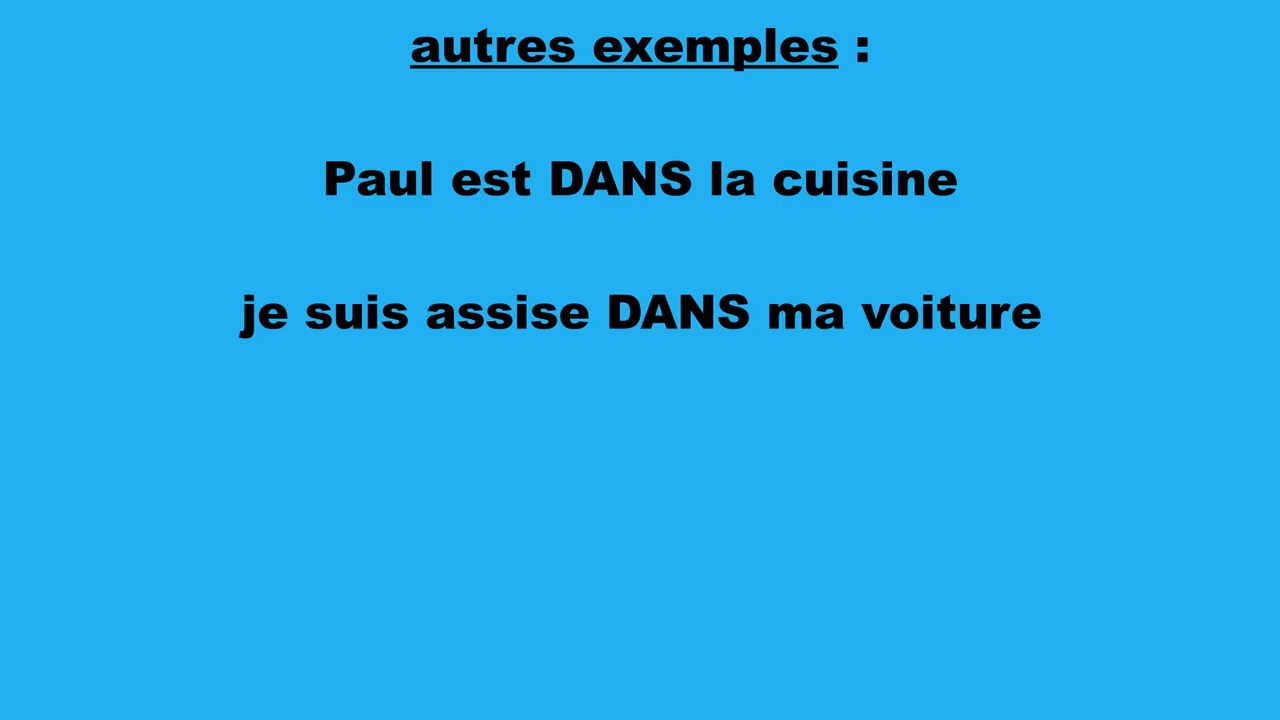 autres exemples :
Paul est DANS la cuisine
je suis assise DANS ma voiture